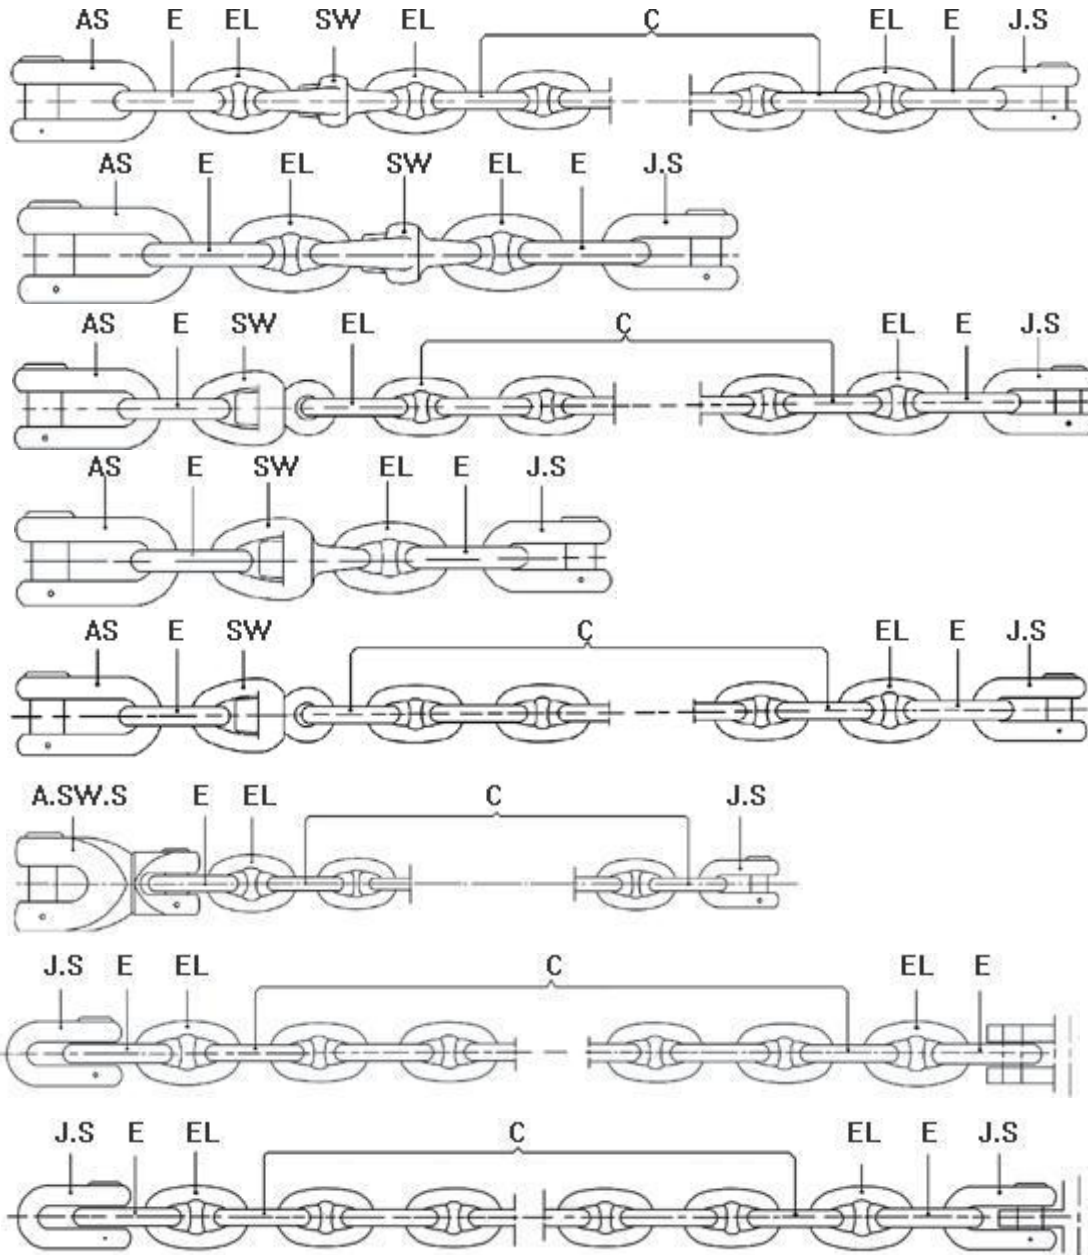 AS E EL SW EL C EL E J.S
AS E EL SW EL E J.S
AS E SW EL C EL E J.S
AS E SW EL E J.S
AS E SW C EL E J.S
A.SW.S E EL C J.S
J.S E EL C EL E
J.S E EL C EL E J.S